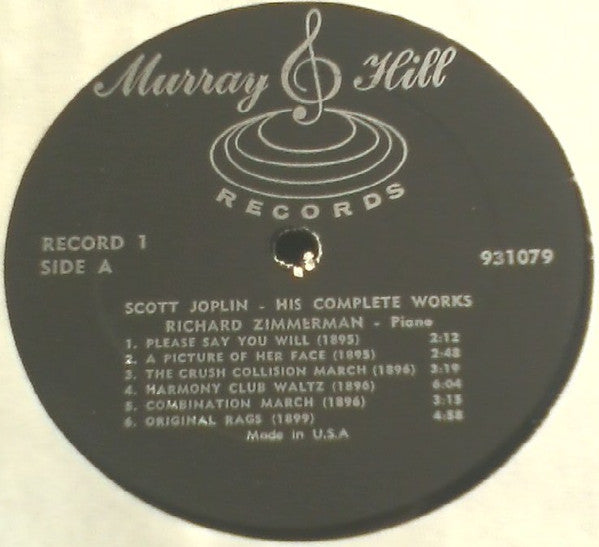 Murray Hill
RECORDS
RECORD 1
SIDE A
931079
SCOTT JOPLIN - HIS COMPLETE WORKS
RICHARD ZIMMERMAN - Piano
1. PLEASE SAY YOU WILL (1895) 2:12
2. A PICTURE OF HER FACE (1895) 2:48
3. THE CRUSH COLLISION MARCH (1896) 3:19
4. HARMONY CLUB WALTZ (1896) 6:04
5. COMBINATION MARCH (1896) 3:15
6. ORIGINAL RAGS (1899) 4:58
Made in U.S.A